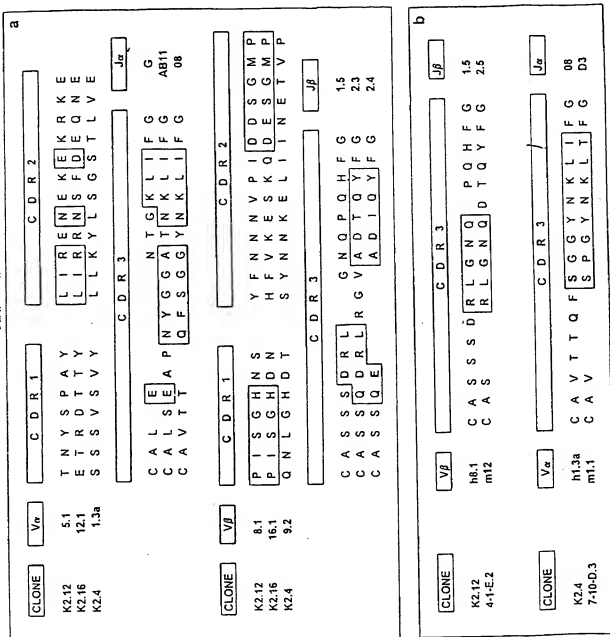 a
CLONE Vα CDR1 CDR2
K2.12 5.1 T N Y S P A Y L I R E N E K E K R K E
K2.16 12.1 E T R D T T Y L I R R N S F D E Q N E
K2.4 1.3a S S S V S V Y L L K Y L S G S T L V E
CDR3 Jα
C A L E N T G K L I F G G
C A L S E A P N Y G G A T N K L I F G AB11
C A V T T Q F S G G Y N K L I F G 08
Vβ CDR1 CDR2
K2.12 8.1 P I S G H N S Y F N N N V P I D D S G M P
K2.16 16.1 P I S G H D N H F V K E S K Q D E S G M P
K2.4 9.2 Q N L G H D T S Y N N K E L I I N E T V P
CDR3 Jβ
C A S S S D R L G N Q P Q H F G 1.5
C A S S Q D R L R G V A D T Q Y F G 2.3
C A S S Q E A D I Q Y F G 2.4
b
CLONE Vβ CDR3 Jβ
K2.12 h8.1 C A S S S D R L G N Q P Q H F G 1.5
4-1-E.2 m12 C A S R L G N Q D T Q Y F G 2.5
CLONE Vα CDR3 Jα
K2.4 h1.3a C A V T T Q F S G G Y N K L I F G 08
7-10-D.3 m1.1 C A V S P G Y N K L T F G D3